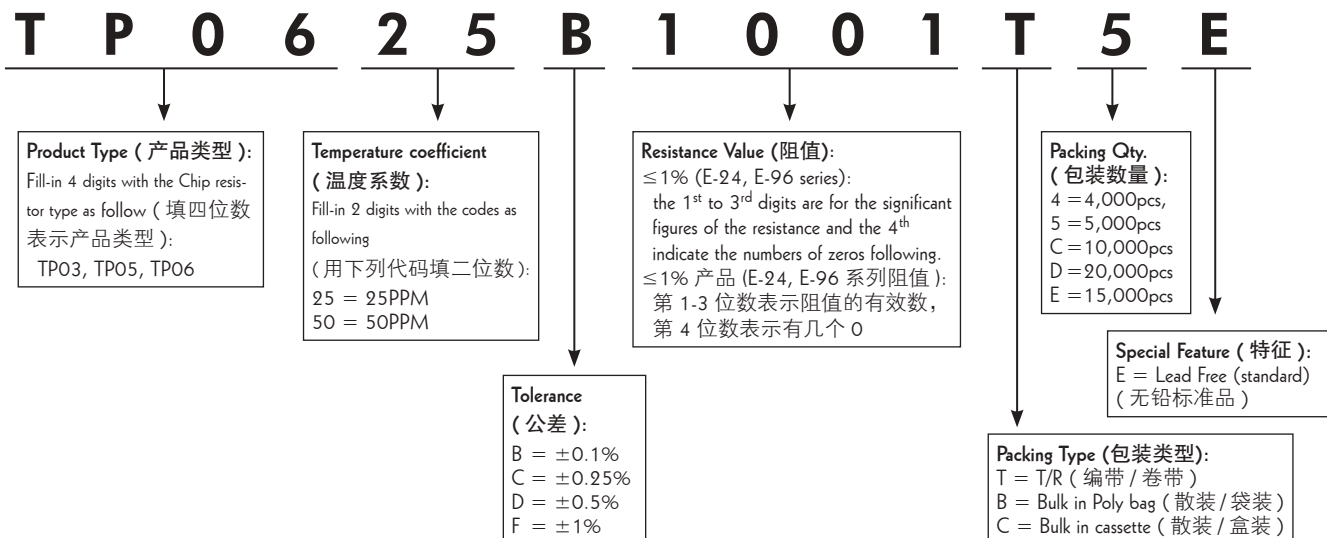 T P 0 6 2 5 B 1 0 0 1 T 5 E
Product Type ( 产品类型 ):
Fill-in 4 digits with the Chip resis-
tor type as follow ( 填四位数
表示产品类型 ):
TP03, TP05, TP06
Temperature coefficient
( 温度系数 ):
Fill-in 2 digits with the codes as
following
(用下列代码填二位数):
25 = 25PPM
50 = 50PPM
Tolerance
( 公差 ):
B = ±0.1%
C = ±0.25%
D = ±0.5%
F = ±1%
Resistance Value (阻值):
≤1% (E-24, E-96 series):
the 1st to 3rd digits are for the significant
figures of the resistance and the 4th
indicate the numbers of zeros following.
≤1% 产品 (E-24, E-96 系列阻值 ):
第 1-3 位数表示阻值的有效数，
第 4 位数表示有几个 0
Packing Type (包装类型):
T = T/R ( 编带 / 卷带 )
B = Bulk in Poly bag ( 散装 / 袋装 )
C = Bulk in cassette ( 散装 / 盒装 )
Packing Qty.
( 包装数量 ):
4 =4,000pcs,
5 =5,000pcs
C =10,000pcs
D =20,000pcs
E =15,000pcs
Special Feature ( 特征 ):
E = Lead Free (standard)
( 无铅标准品 )